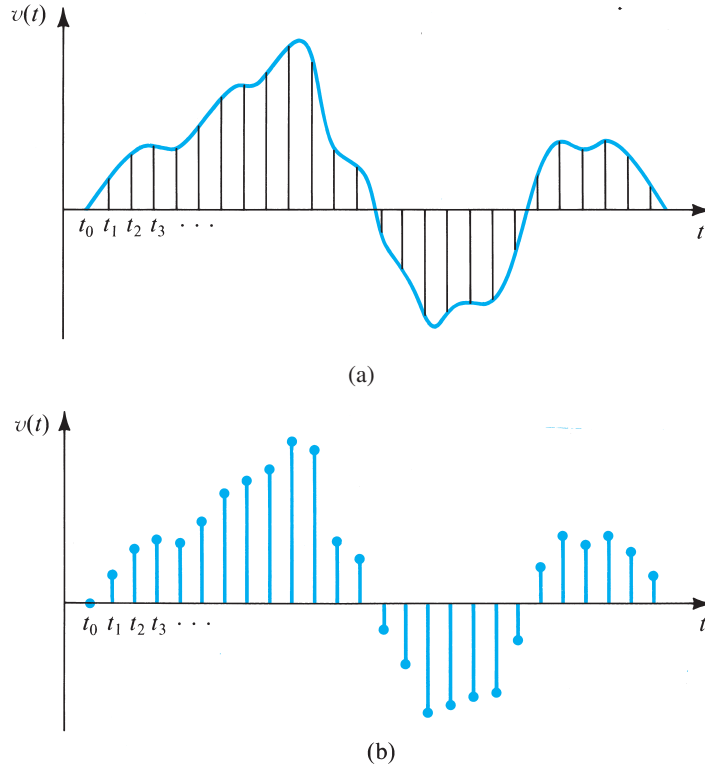 v(t)
t₀ t₁ t₂ t₃ · · ·
t
(a)
v(t)
t₀ t₁ t₂ t₃ · · ·
t
(b)